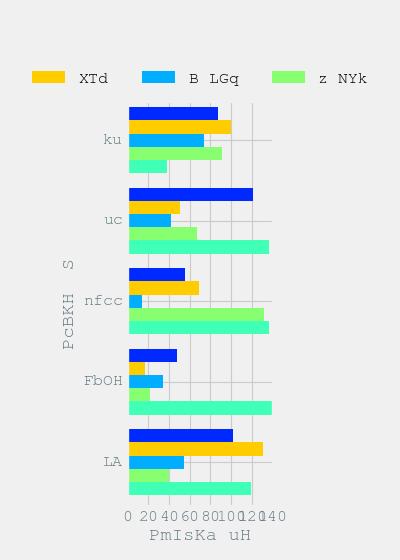 XTd B LGq z NYk
ku
uc
nfcc
FbOH
LA
PcBKH S
0 20 40 60 80 100 120 140
PmIsKa uH